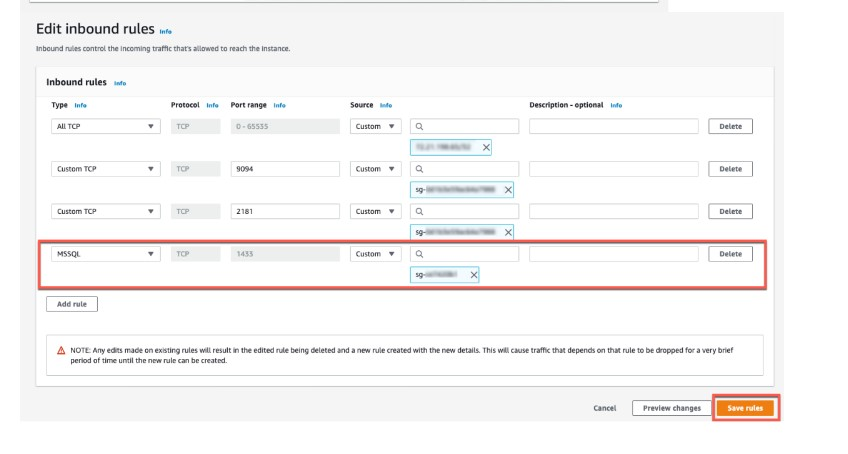 Edit inbound rules Info
Inbound rules control the incoming traffic that's allowed to reach the instance.
Inbound rules Info
Type Info Protocol Info Port range Info Source Info Description - optional Info
All TCP TCP 0 - 65535 Custom Delete
Custom TCP TCP 9094 Custom Delete
sg-
Custom TCP TCP 2181 Custom Delete
sg-
MSSQL TCP 1433 Custom Delete
sg-
Add rule
NOTE: Any edits made on existing rules will result in the edited rule being deleted and a new rule created with the new details. This will cause traffic that depends on that rule to be dropped for a very brief
period of time until the new rule can be created.
Cancel Preview changes Save rules